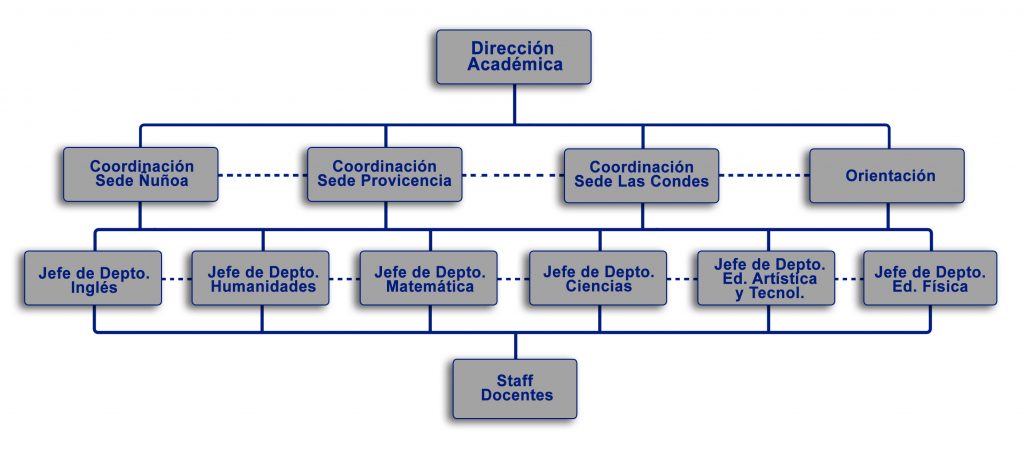 Dirección
Académica
Coordinación
Sede Ñuñoa
Coordinación
Sede Provicencia
Coordinación
Sede Las Condes
Orientación
Jefe de Depto.
Inglés
Jefe de Depto.
Humanidades
Jefe de Depto.
Matemática
Jefe de Depto.
Ciencias
Jefe de Depto.
Ed. Artística
y Tecnol.
Jefe de Depto.
Ed. Física
Staff
Docentes